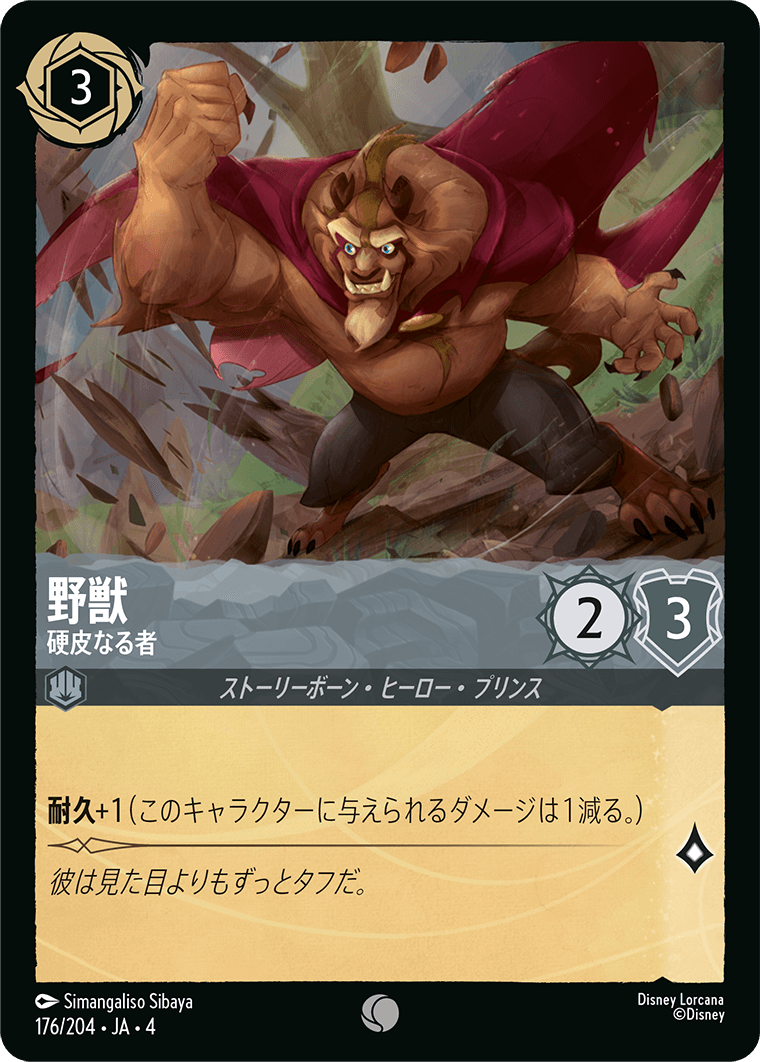 3
野獣
硬皮なる者
2
3
ストーリーボーン・ヒーロー・プリンス
耐久+1(このキャラクターに与えられるダメージは1減る。)
彼は見た目よりもずっとタフだ。
Simangaliso Sibaya
176/204・JA・4
Disney Lorcana
©Disney